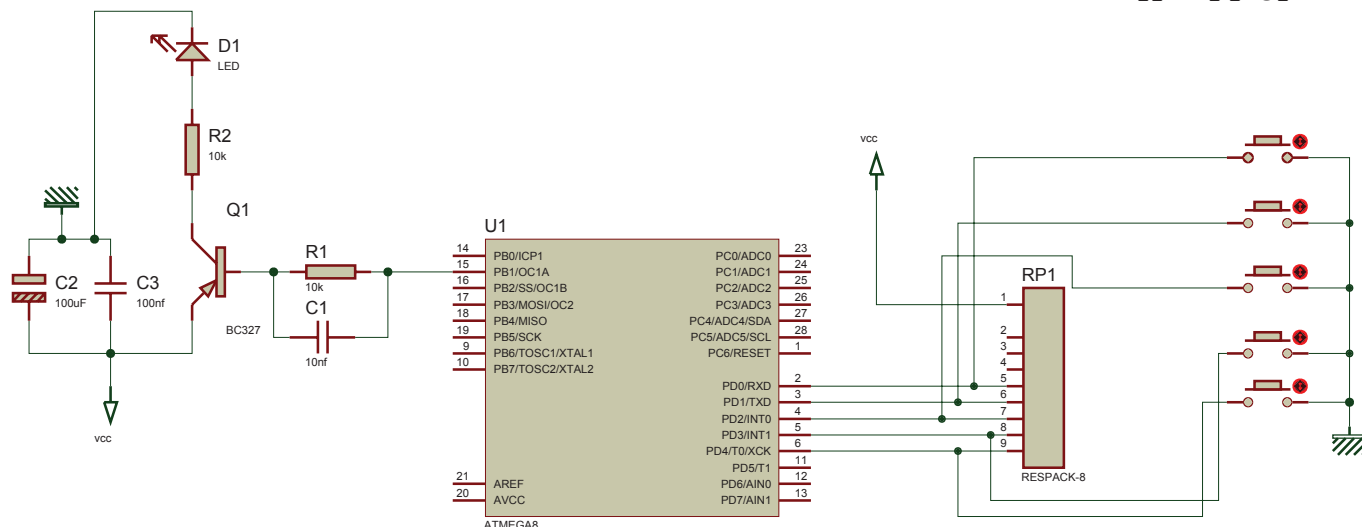 D1
LED
R2
10k
Q1
BC327
C2
100uF
C3
100nf
vcc
R1
10k
C1
10nf
U1
14 PB0/ICP1
15 PB1/OC1A
16 PB2/SS/OC1B
17 PB3/MOSI/OC2
18 PB4/MISO
19 PB5/SCK
9 PB6/TOSC1/XTAL1
10 PB7/TOSC2/XTAL2
21 AREF
20 AVCC
PC0/ADC0 23
PC1/ADC1 24
PC2/ADC2 25
PC3/ADC3 26
PC4/ADC4/SDA 27
PC5/ADC5/SCL 28
PC6/RESET 1
PD0/RXD 2
PD1/TXD 3
PD2/INT0 4
PD3/INT1 5
PD4/T0/XCK 6
PD5/T1 11
PD6/AIN0 12
PD7/AIN1 13
ATMEGA8
vcc
RP1
1
2
3
4
5
6
7
8
9
RESPACK-8